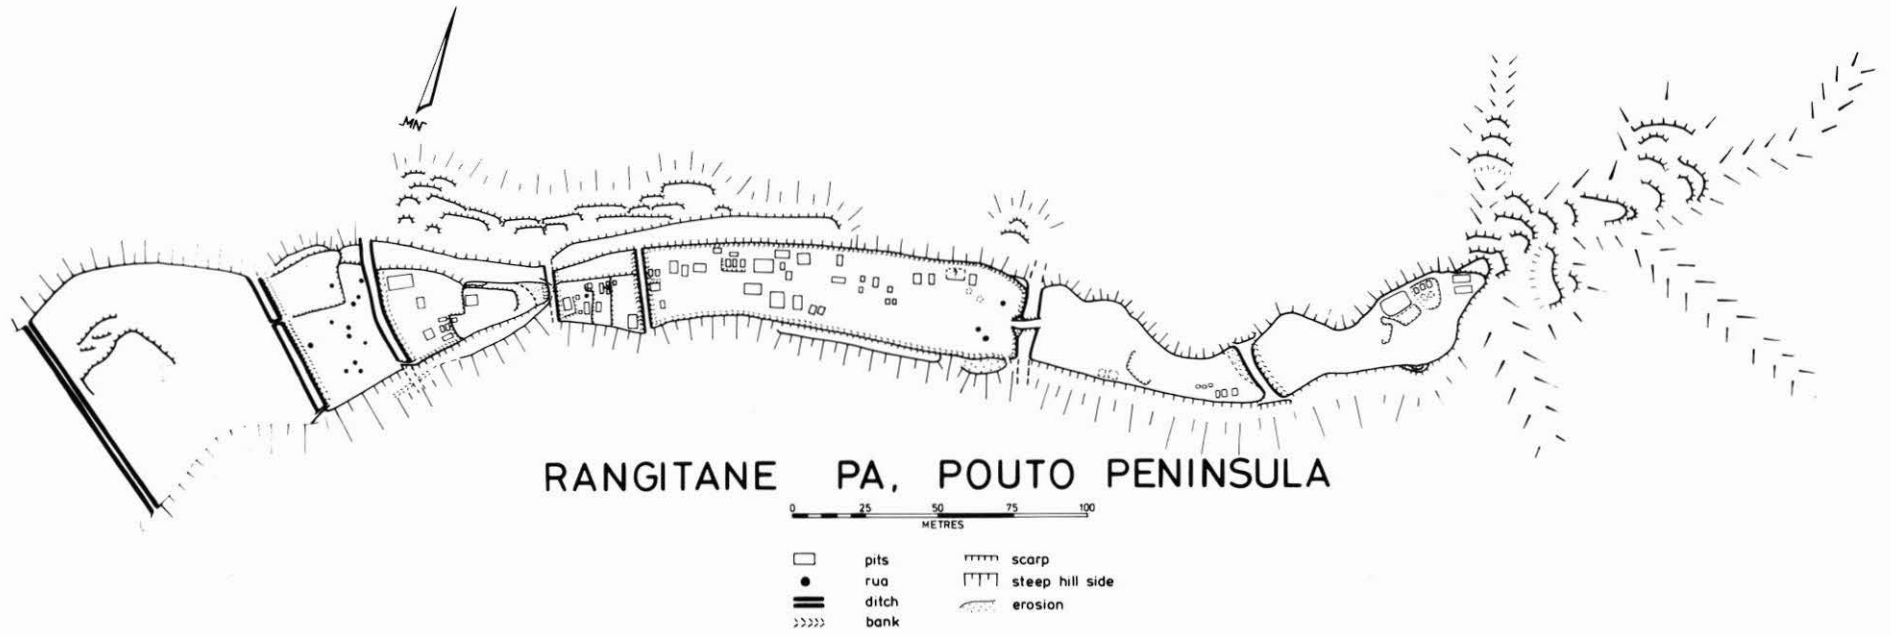 MN
RANGITANE PA, POUTO PENINSULA
0 25 50 75 100
METRES
pits
rua
ditch
bank
scarp
steep hill side
erosion